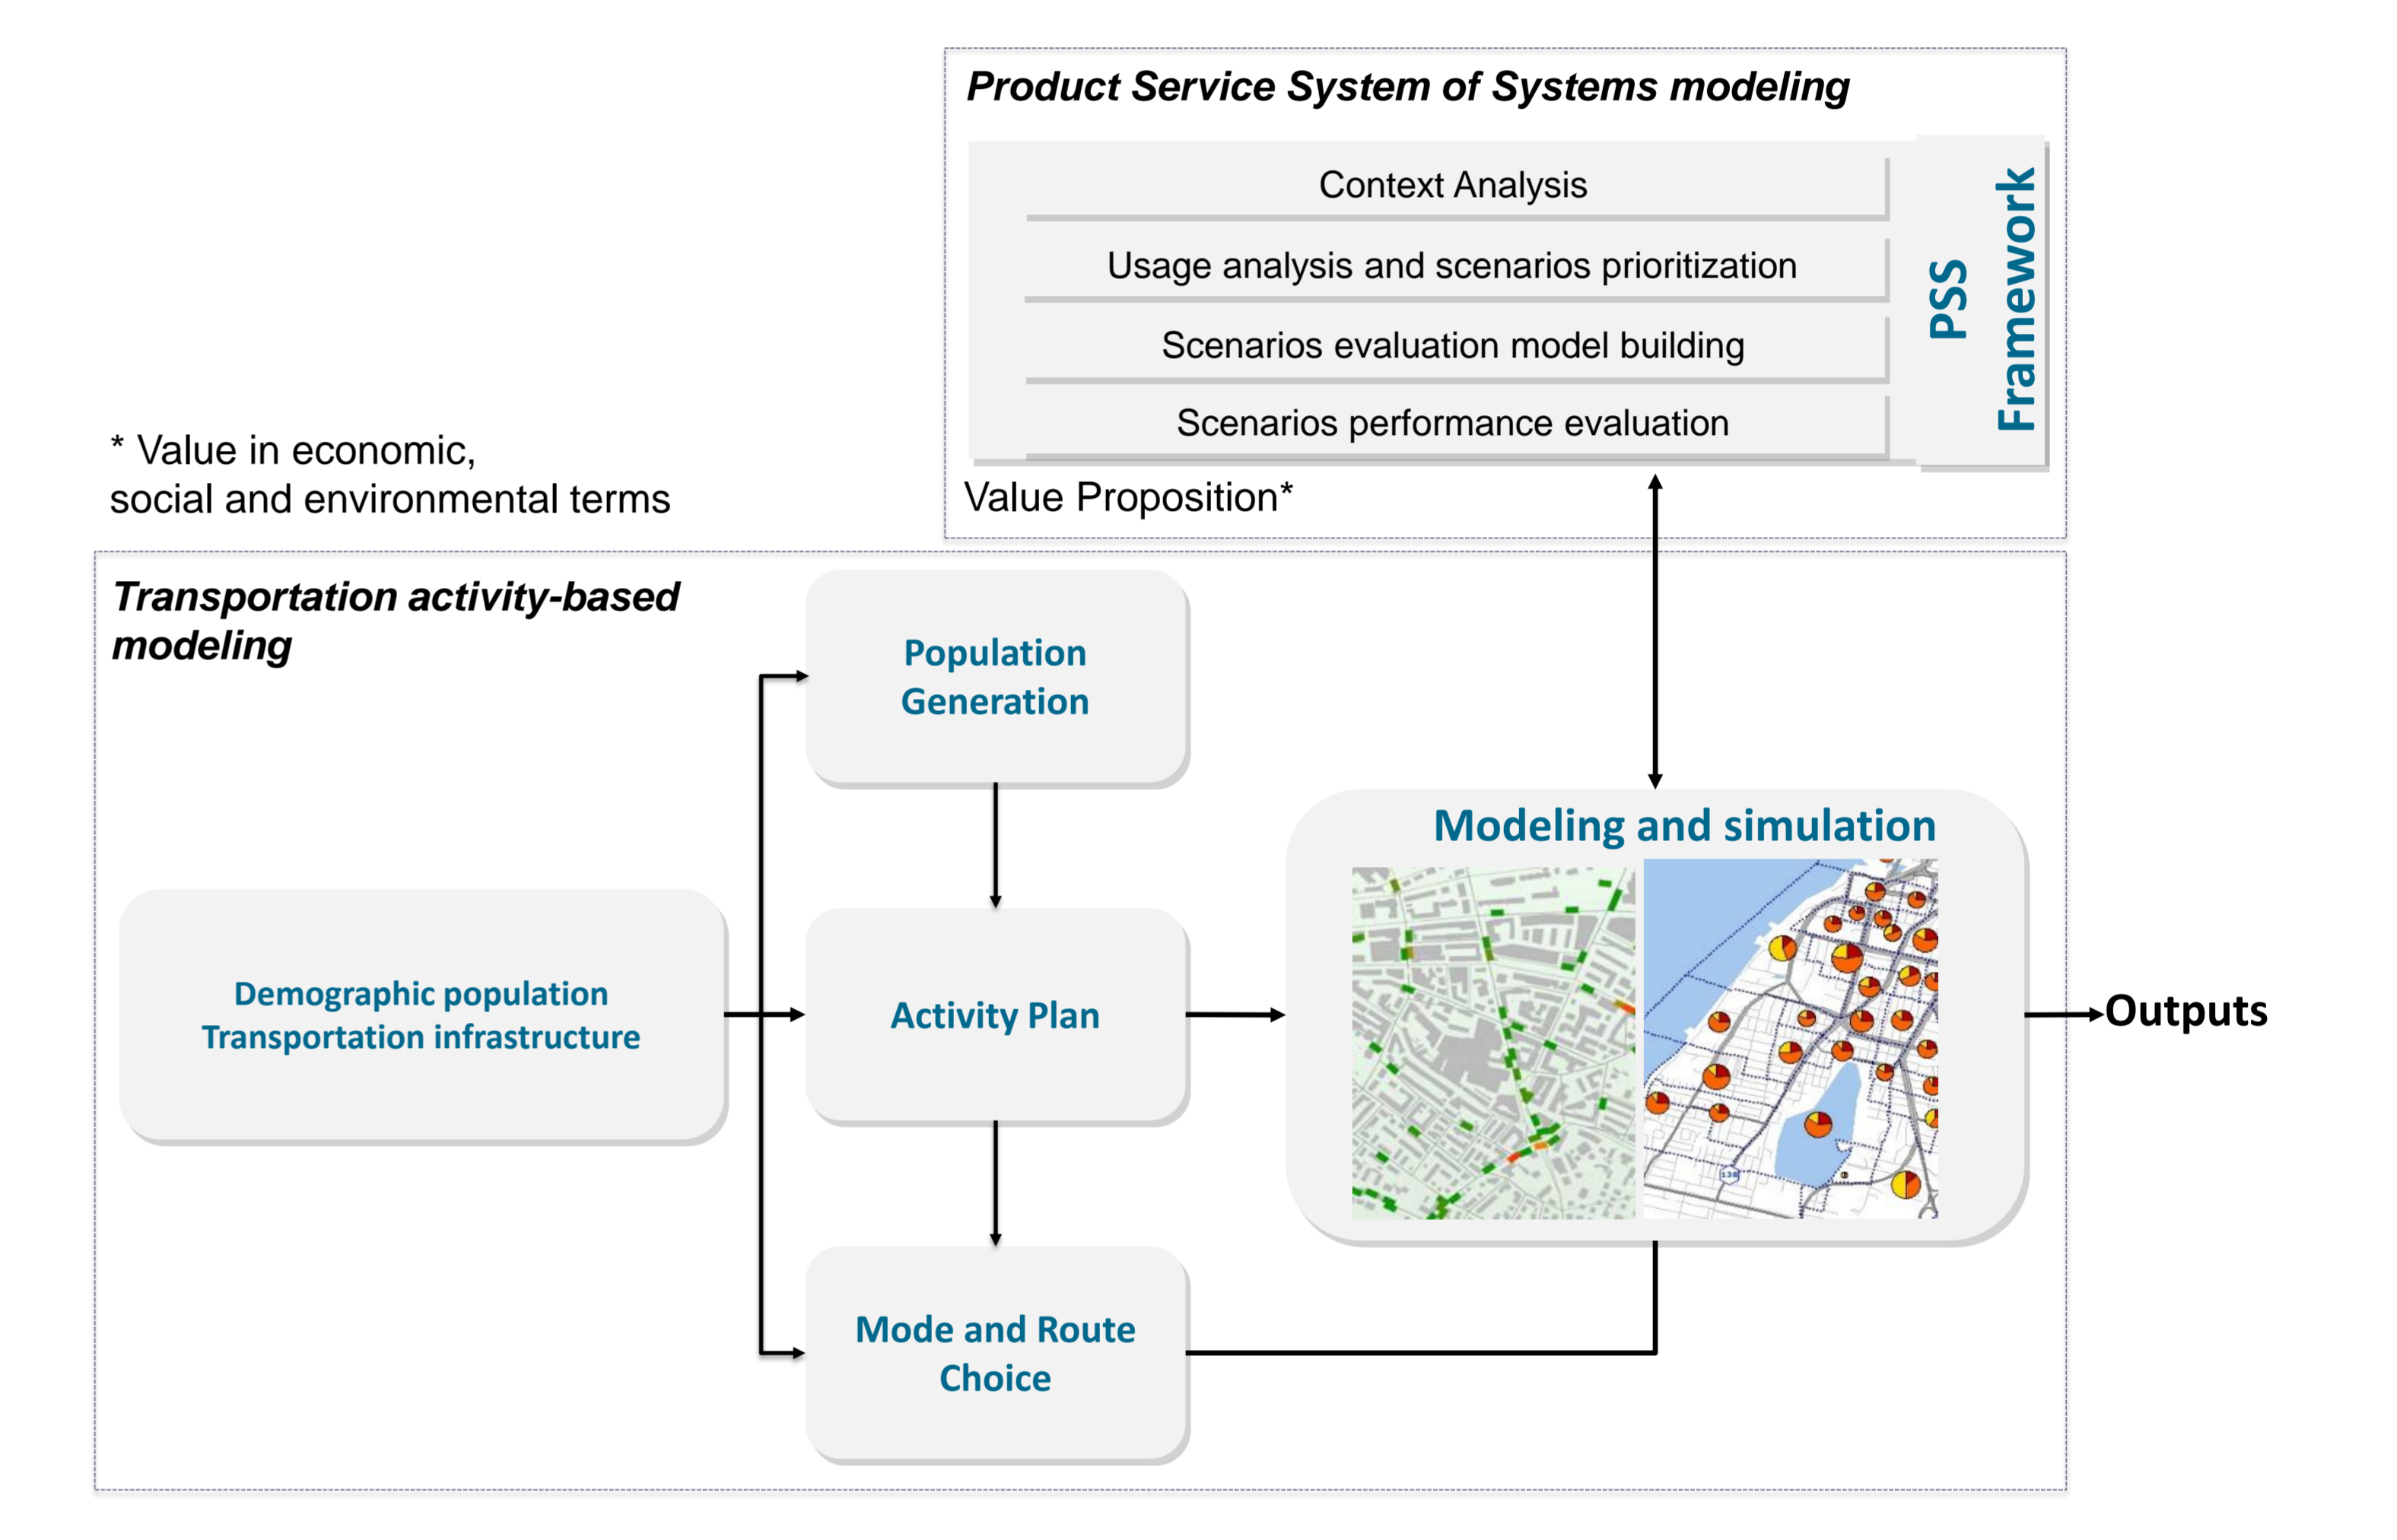 Product Service System of Systems modeling
Context Analysis
Usage analysis and scenarios prioritization
Scenarios evaluation model building
Scenarios performance evaluation
PSS
Framework
Value Proposition*
* Value in economic,
social and environmental terms
Transportation activity-based
modeling
Population
Generation
Demographic population
Transportation infrastructure
Activity Plan
Mode and Route
Choice
Modeling and simulation
Outputs